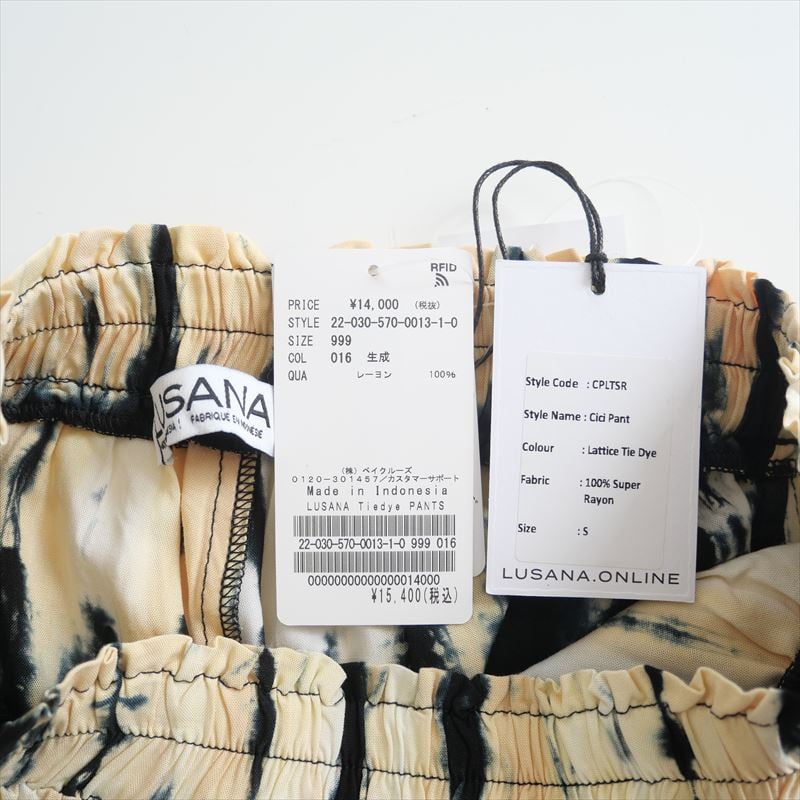 RFID
PRICE ¥14,000 (税抜)
STYLE 22-030-570-0013-1-0
SIZE 999
COL 016 生成
QUA レーヨン 100%
(株) ベイクルーズ
0120-301457/カスタマーサポート
Made in Indonesia
LUSANA Tiedye PANTS
22-030-570-0013-1-0 999 016
00000000000000014000
¥15,400(税込)
Style Code : CPLTSR
Style Name : Cici Pant
Colour : Lattice Tie Dye
Fabric : 100% Super
Rayon
Size : S
LUSANA.ONLINE
LUSANA
FABRIQUE EN